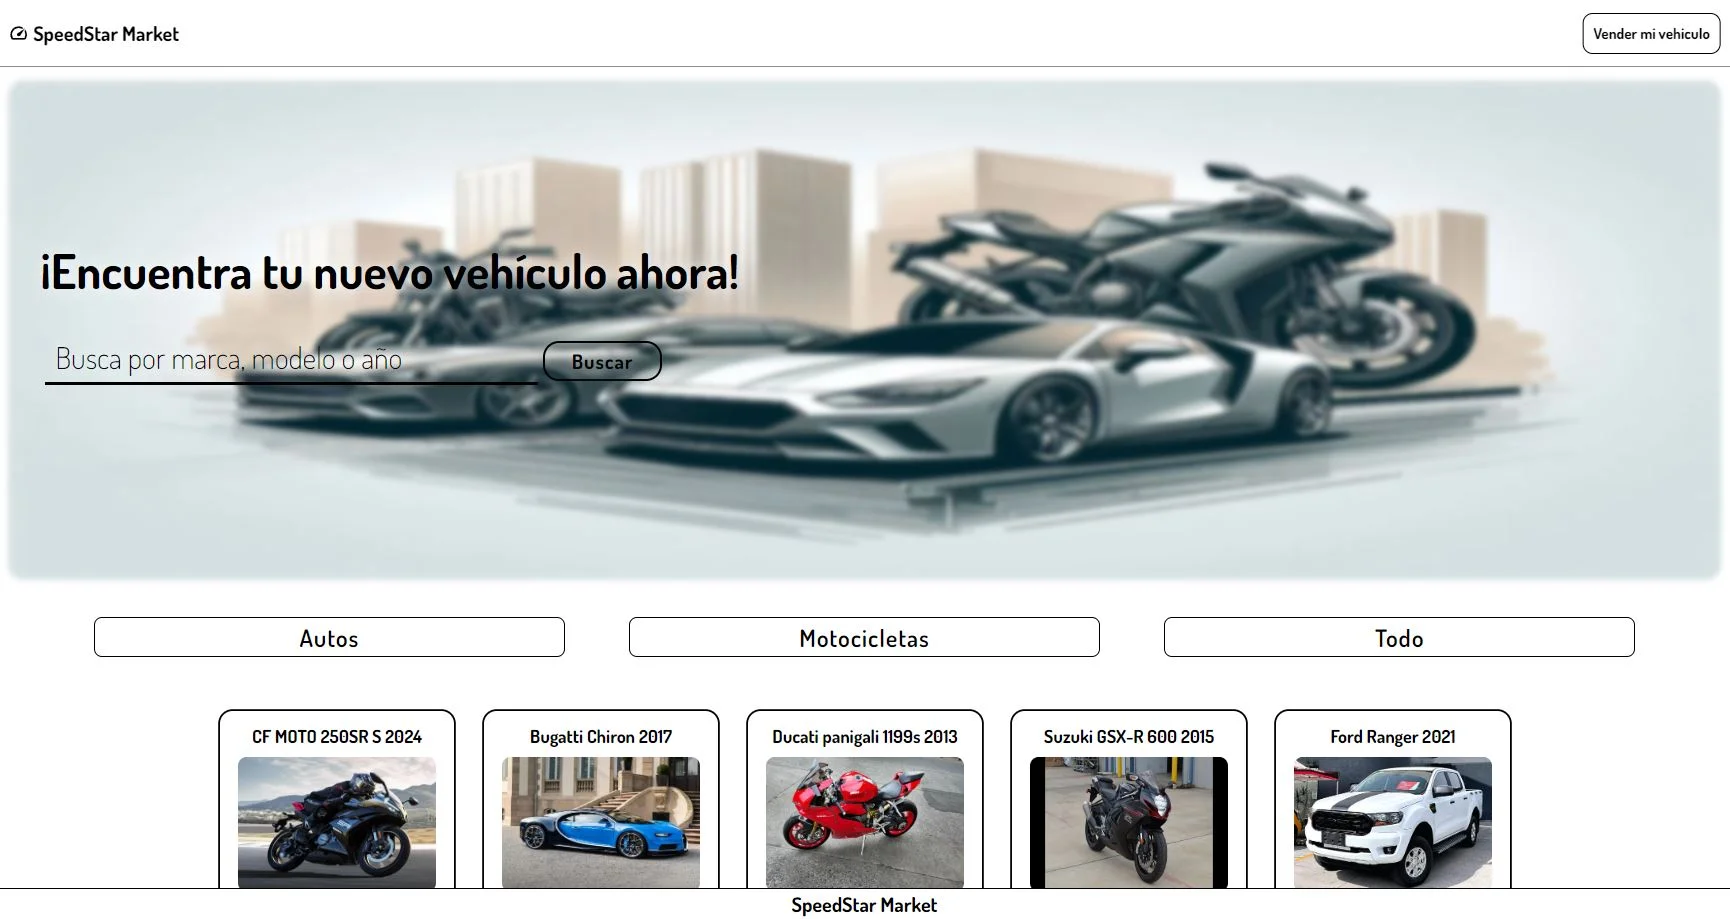 SpeedStar Market
Vender mi vehiculo
¡Encuentra tu nuevo vehículo ahora!
Busca por marca, modelo o año
Buscar
Autos
Motocicletas
Todo
CF MOTO 250SR S 2024
Bugatti Chiron 2017
Ducati panigali 1199s 2013
Suzuki GSX-R 600 2015
Ford Ranger 2021
SpeedStar Market